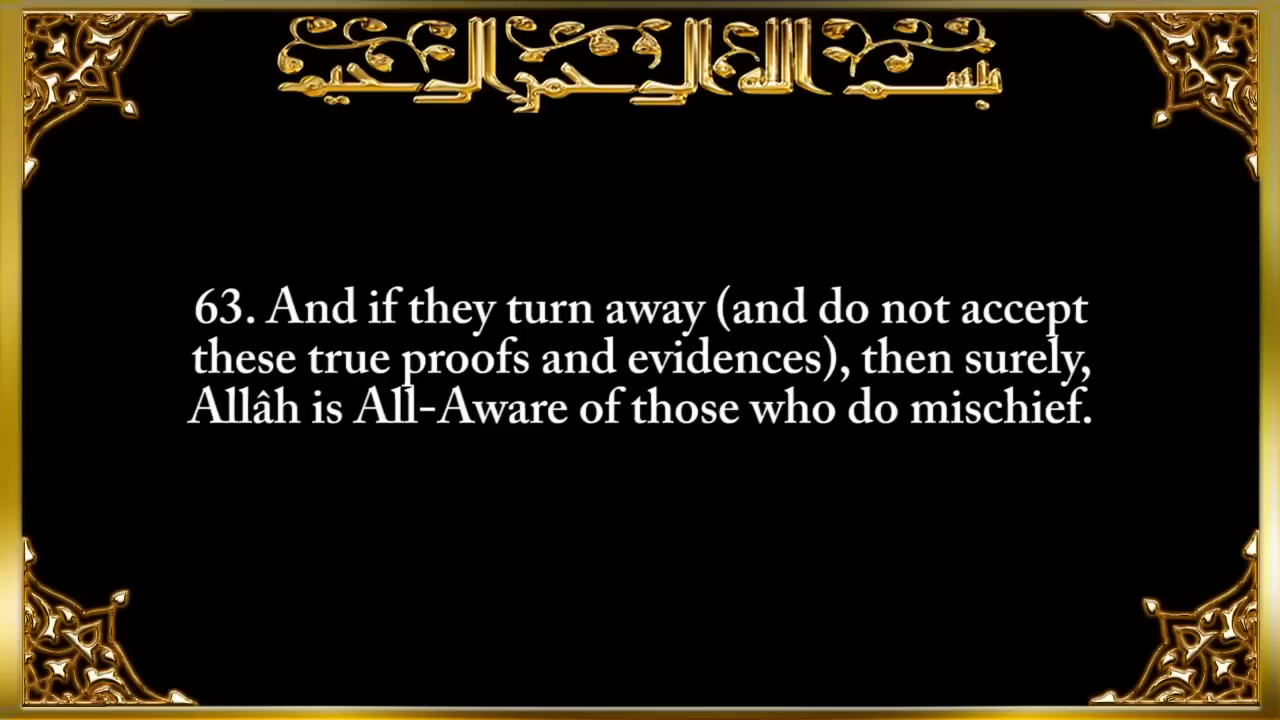 بسم الله الرحمن الرحيم
63. And if they turn away (and do not accept
these true proofs and evidences), then surely,
Allâh is All-Aware of those who do mischief.